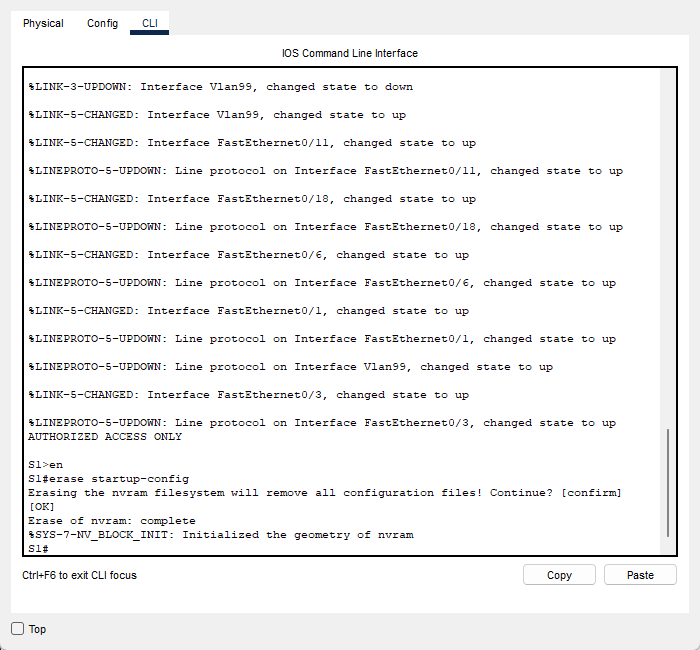 Physical Config CLI
IOS Command Line Interface
%LINK-3-UPDOWN: Interface Vlan99, changed state to down
%LINK-5-CHANGED: Interface Vlan99, changed state to up
%LINK-5-CHANGED: Interface FastEthernet0/11, changed state to up
%LINEPROTO-5-UPDOWN: Line protocol on Interface FastEthernet0/11, changed state to up
%LINK-5-CHANGED: Interface FastEthernet0/18, changed state to up
%LINEPROTO-5-UPDOWN: Line protocol on Interface FastEthernet0/18, changed state to up
%LINK-5-CHANGED: Interface FastEthernet0/6, changed state to up
%LINEPROTO-5-UPDOWN: Line protocol on Interface FastEthernet0/6, changed state to up
%LINK-5-CHANGED: Interface FastEthernet0/1, changed state to up
%LINEPROTO-5-UPDOWN: Line protocol on Interface FastEthernet0/1, changed state to up
%LINEPROTO-5-UPDOWN: Line protocol on Interface Vlan99, changed state to up
%LINK-5-CHANGED: Interface FastEthernet0/3, changed state to up
%LINEPROTO-5-UPDOWN: Line protocol on Interface FastEthernet0/3, changed state to up
AUTHORIZED ACCESS ONLY
S1>en
S1#erase startup-config
Erasing the nvram filesystem will remove all configuration files! Continue? [confirm]
[OK]
Erase of nvram: complete
%SYS-7-NV_BLOCK_INIT: Initialized the geometry of nvram
S1#
Ctrl+F6 to exit CLI focus
Copy Paste
Top